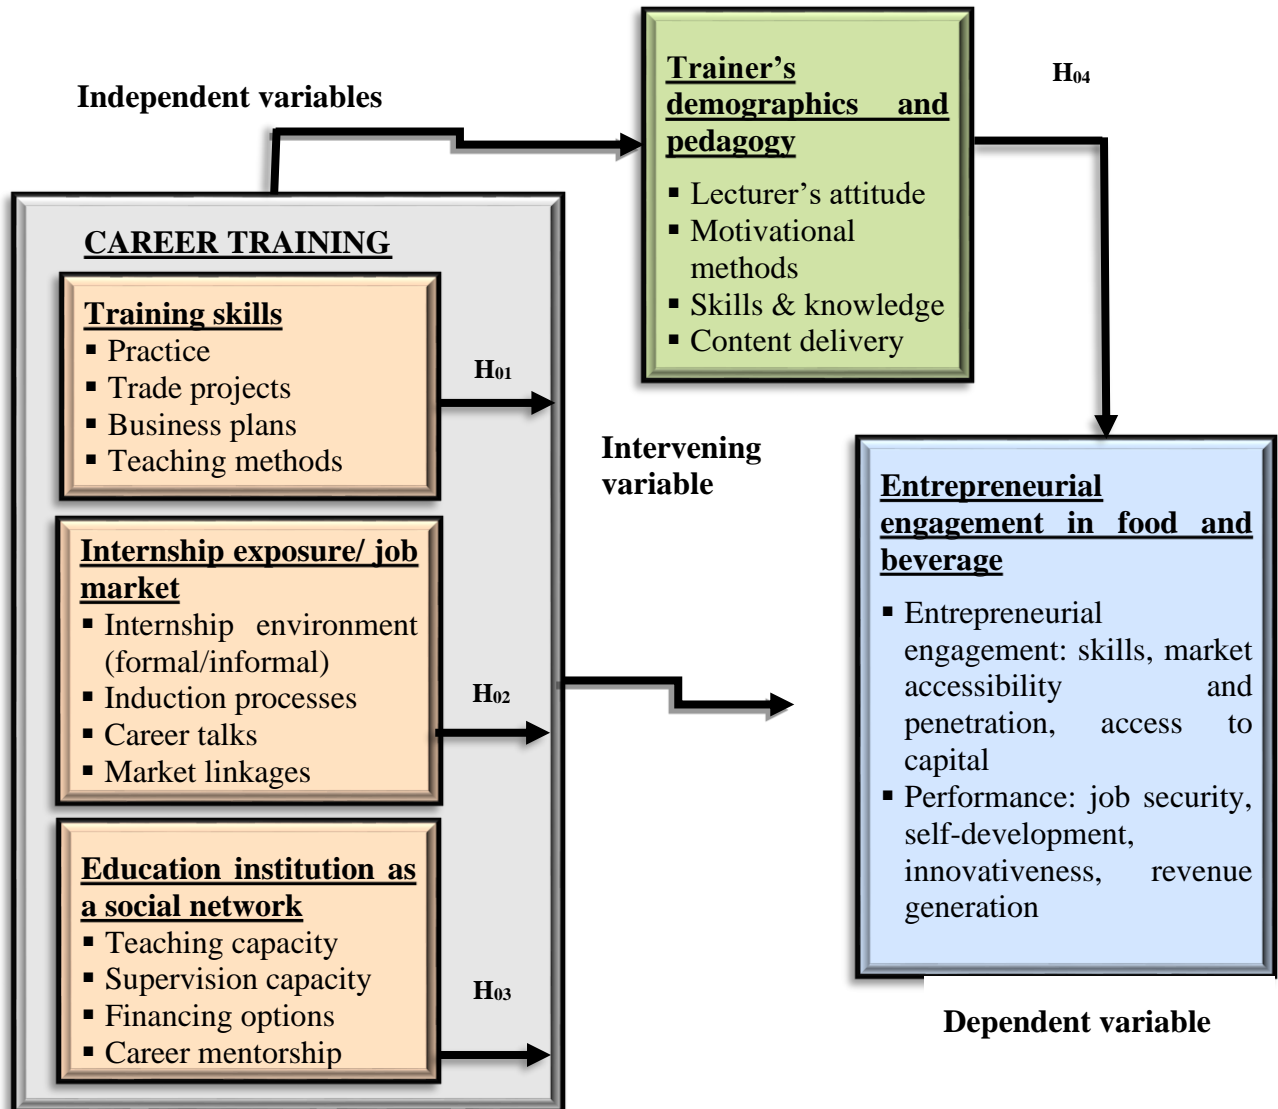 Independent variables
CAREER TRAINING
Training skills
▪ Practice
▪ Trade projects
▪ Business plans
▪ Teaching methods
H01
Internship exposure/ job
market
▪ Internship environment
(formal/informal)
▪ Induction processes
▪ Career talks
▪ Market linkages
H02
Education institution as
a social network
▪ Teaching capacity
▪ Supervision capacity
▪ Financing options
▪ Career mentorship
H03
Trainer’s
demographics and
pedagogy
▪ Lecturer’s attitude
▪ Motivational
methods
▪ Skills & knowledge
▪ Content delivery
H04
Intervening
variable
Entrepreneurial
engagement in food and
beverage
▪ Entrepreneurial
engagement: skills, market
accessibility and
penetration, access to
capital
▪ Performance: job security,
self-development,
innovativeness, revenue
generation
Dependent variable